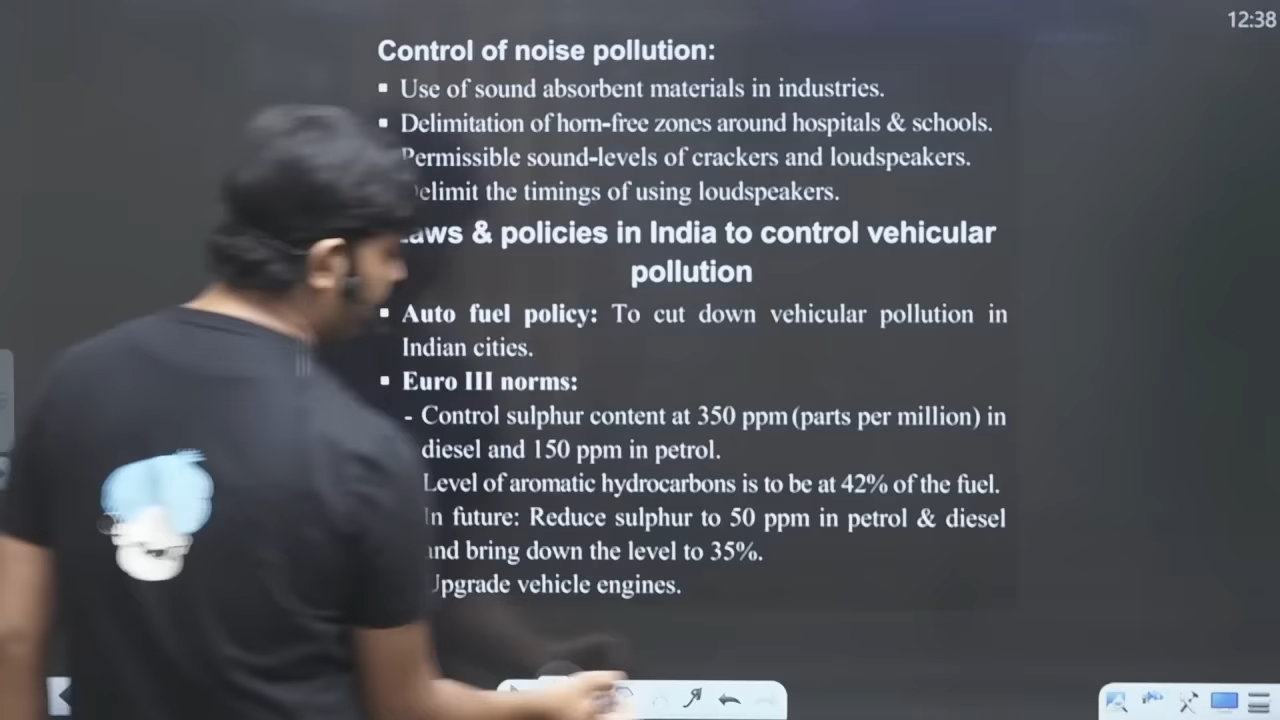 12:38
Control of noise pollution:
▪ Use of sound absorbent materials in industries.
▪ Delimitation of horn-free zones around hospitals & schools.
Permissible sound-levels of crackers and loudspeakers.
Delimit the timings of using loudspeakers.
Laws & policies in India to control vehicular
pollution
▪ Auto fuel policy: To cut down vehicular pollution in
Indian cities.
▪ Euro III norms:
- Control sulphur content at 350 ppm (parts per million) in
diesel and 150 ppm in petrol.
Level of aromatic hydrocarbons is to be at 42% of the fuel.
In future: Reduce sulphur to 50 ppm in petrol & diesel
and bring down the level to 35%.
Upgrade vehicle engines.